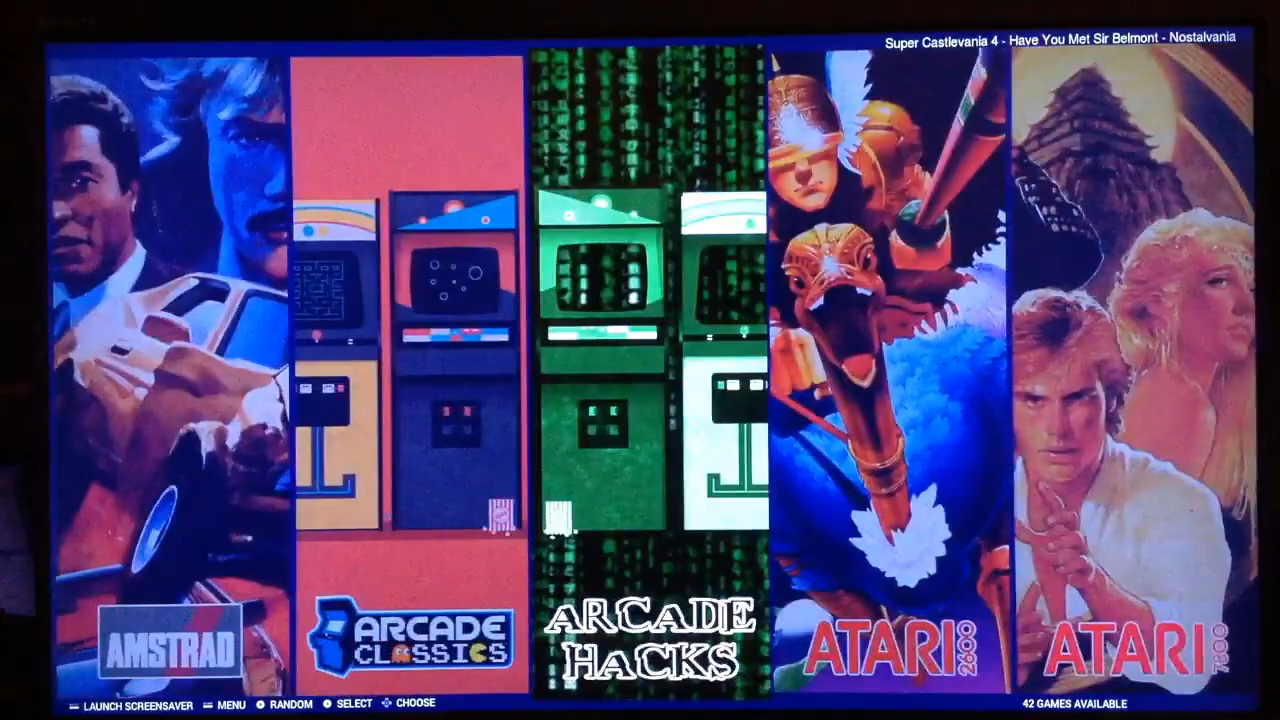 Super Castlevania 4 - Have You Met Sir Belmont - Nostalvania
AMSTRAD
ARCADE
CLASSICS
ARCADE
HACKS
ATARI 2600
ATARI 7800
LAUNCH SCREENSAVER MENU RANDOM SELECT CHOOSE
42 GAMES AVAILABLE